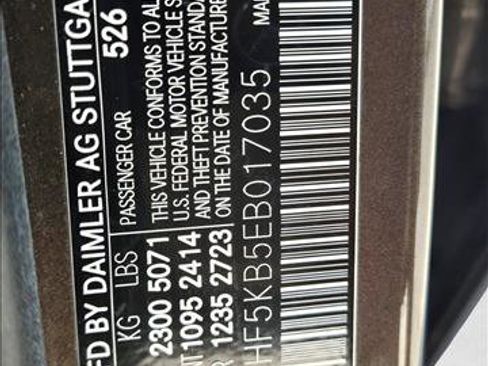 FD BY DAIMLER AG STUTTGA
526
KG LBS PASSENGER CAR
2300 5071
1095 2414
1235 2723
THIS VEHICLE CONFORMS TO AL
U.S. FEDERAL MOTOR VEHICLE S
AND THEFT PREVENTION STANDA
ON THE DATE OF MANUFACTURE
HF5KB5EB017035
MA